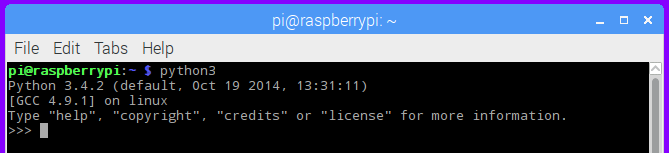 pi@raspberrypi: ~
File Edit Tabs Help
pi@raspberrypi:~ $ python3
Python 3.4.2 (default, Oct 19 2014, 13:31:11)
[GCC 4.9.1] on linux
Type "help", "copyright", "credits" or "license" for more information.
>>>